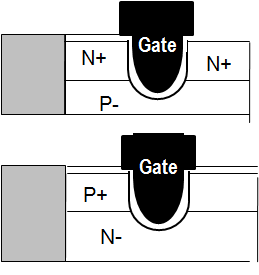 Gate
N+ N+
P-
Gate
P+
N-